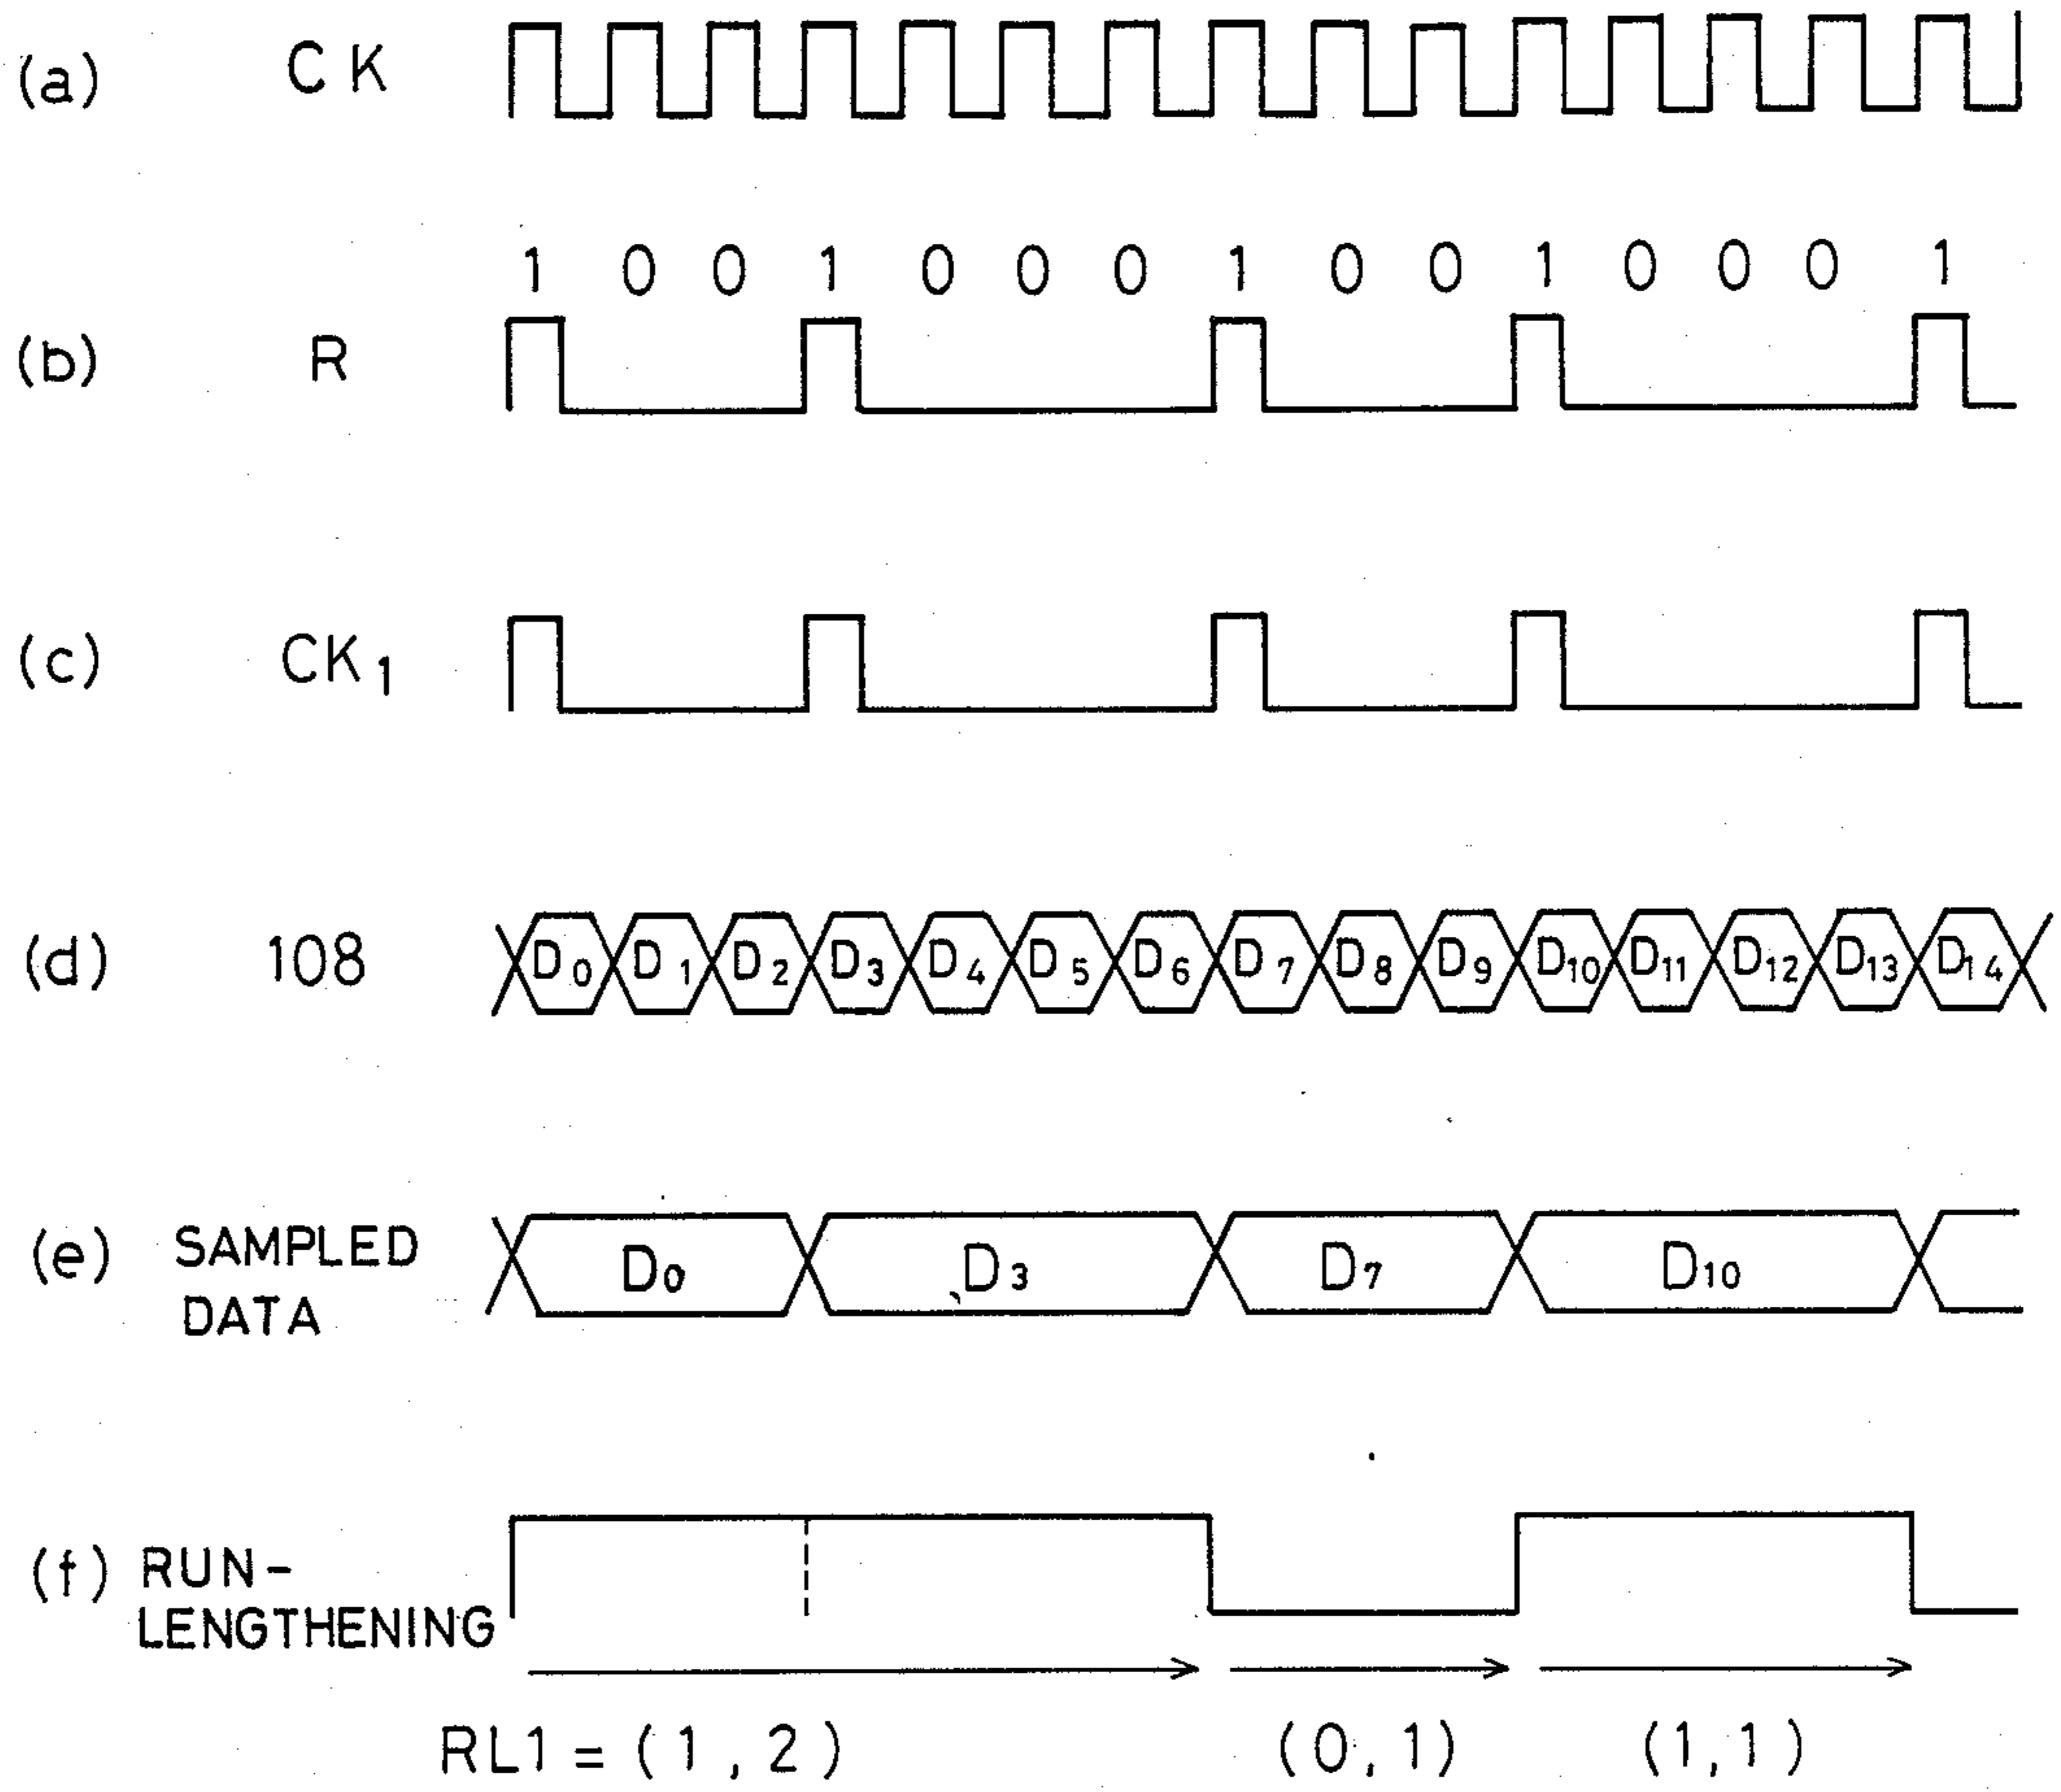 (a) CK
1 0 0 1 0 0 0 1 0 0 1 0 0 0 1
(b) R
(c) CK1
(d) 108 D0 D1 D2 D3 D4 D5 D6 D7 D8 D9 D10 D11 D12 D13 D14
(e) SAMPLED DATA D0 D3 D7 D10
(f) RUN-
LENGTHENING
RL1 = (1, 2) (0, 1) (1, 1)